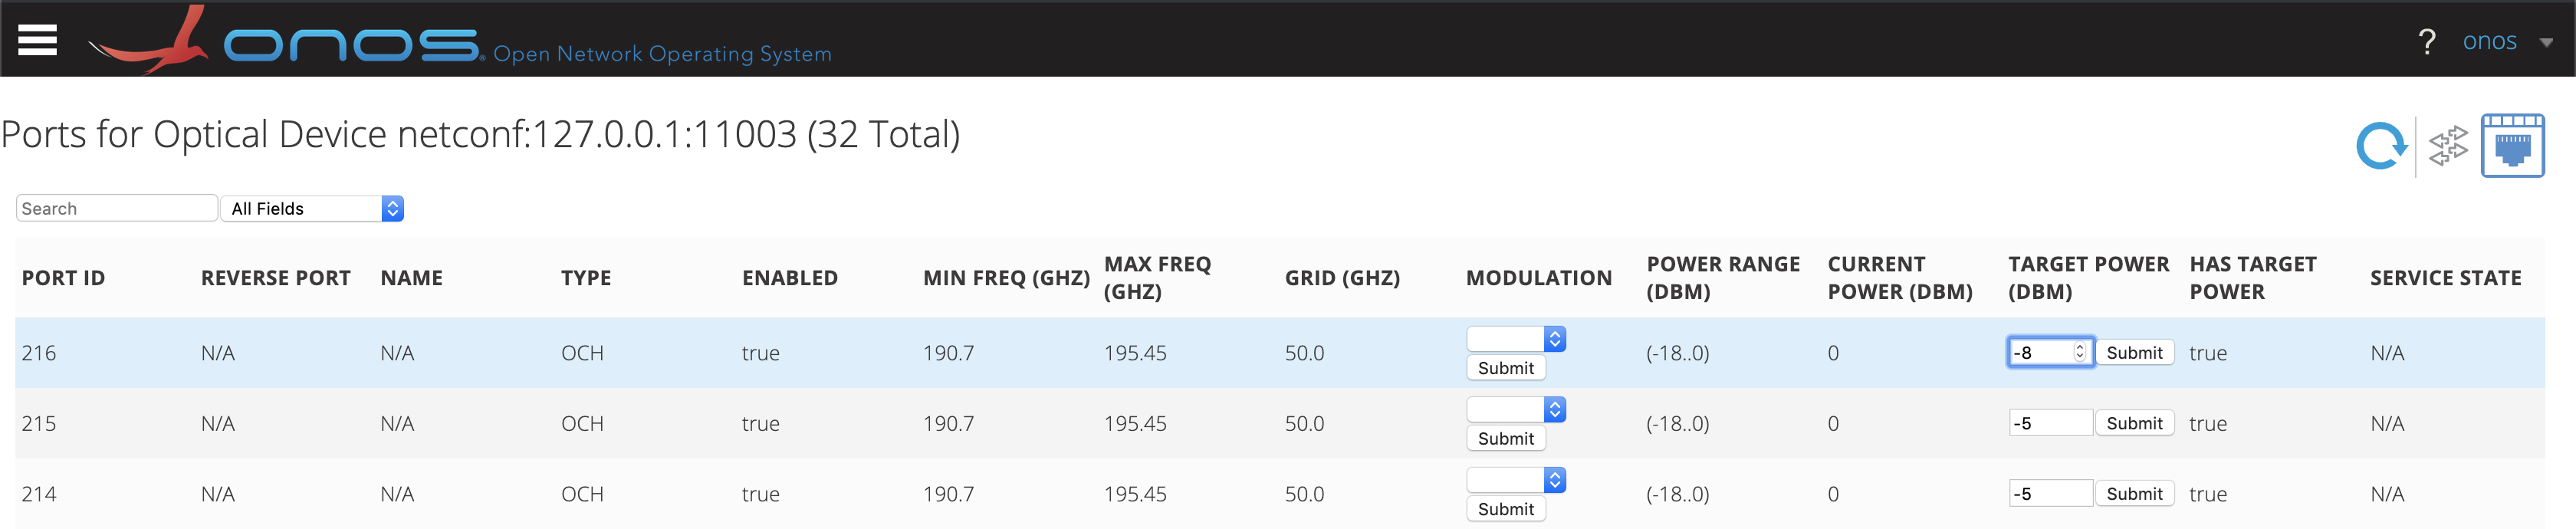 onos® Open Network Operating System ? onos
Ports for Optical Device netconf:127.0.0.1:11003 (32 Total)
Search All Fields
PORT ID REVERSE PORT NAME TYPE ENABLED MIN FREQ (GHZ) MAX FREQ (GHZ) GRID (GHZ) MODULATION POWER RANGE (DBM) CURRENT POWER (DBM) TARGET POWER (DBM) HAS TARGET POWER SERVICE STATE
216 N/A N/A OCH true 190.7 195.45 50.0 Submit (-18..0) 0 -8 Submit true N/A
215 N/A N/A OCH true 190.7 195.45 50.0 Submit (-18..0) 0 -5 Submit true N/A
214 N/A N/A OCH true 190.7 195.45 50.0 Submit (-18..0) 0 -5 Submit true N/A